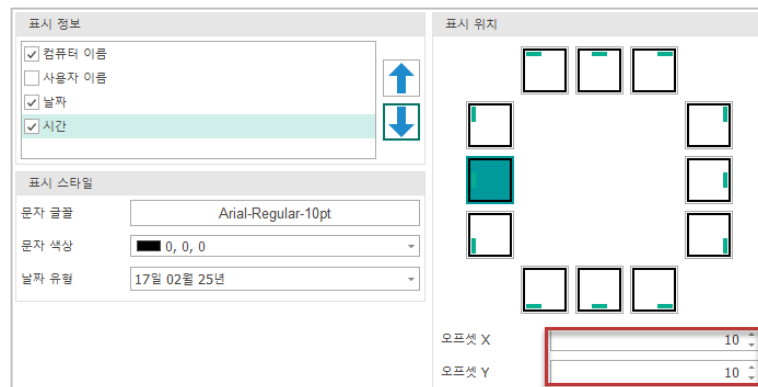 표시 정보
컴퓨터 이름
사용자 이름
날짜
시간
표시 스타일
문자 글꼴 Arial-Regular-10pt
문자 색상 0, 0, 0
날짜 유형 17일 02월 25년
표시 위치
오프셋 X 10
오프셋 Y 10